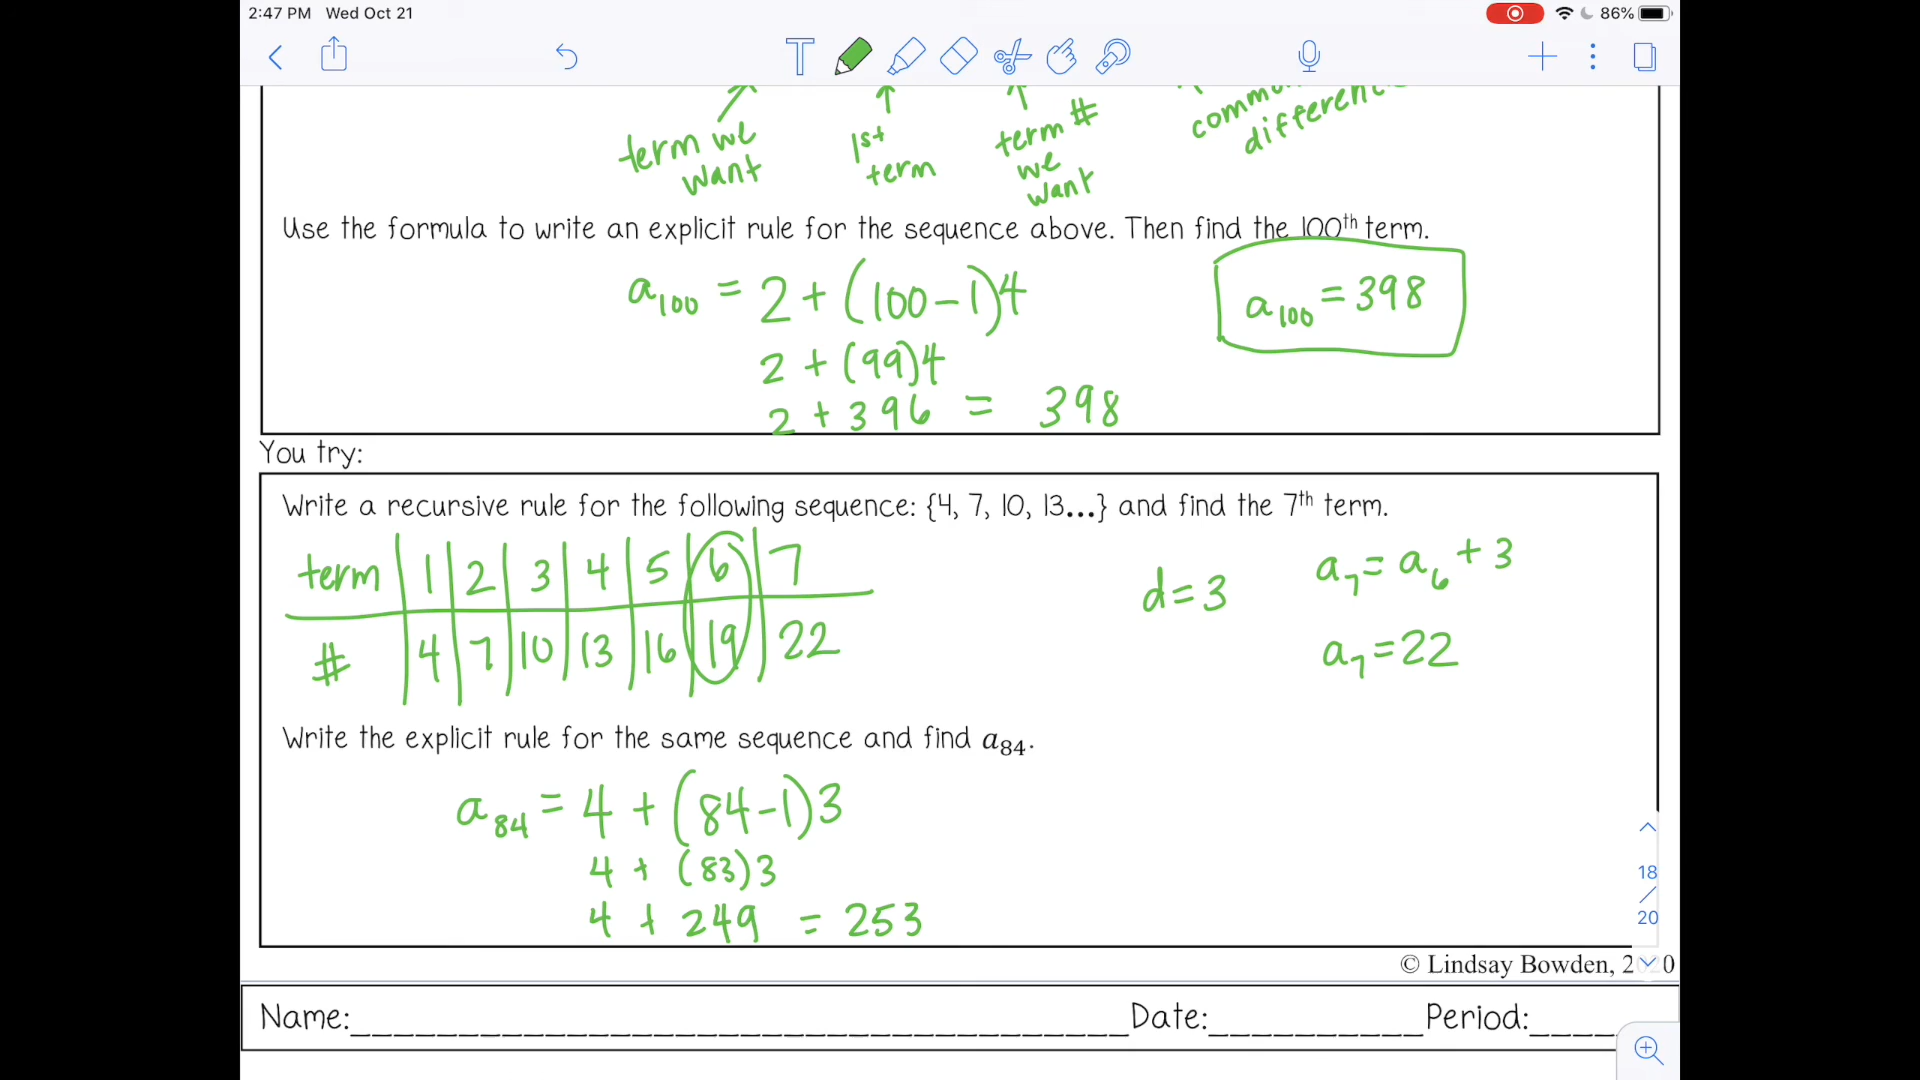 2:47 PM Wed Oct 21
86%
term we want
1st term
term # we want
difference
Use the formula to write an explicit rule for the sequence above. Then find the 100th term.
a100 = 2 + (100-1)4
a100 = 398
2 + (99)4
2 + 396 = 398
You try:
Write a recursive rule for the following sequence: {4, 7, 10, 13...} and find the 7th term.
term 1 2 3 4 5 6 7
# 4 7 10 13 16 19 22
d=3
a7 = a6 + 3
a7 = 22
Write the explicit rule for the same sequence and find a84.
a84 = 4 + (84-1)3
4 + (83)3
4 + 249 = 253
18
20
© Lindsay Bowden,
Name: Date: Period: